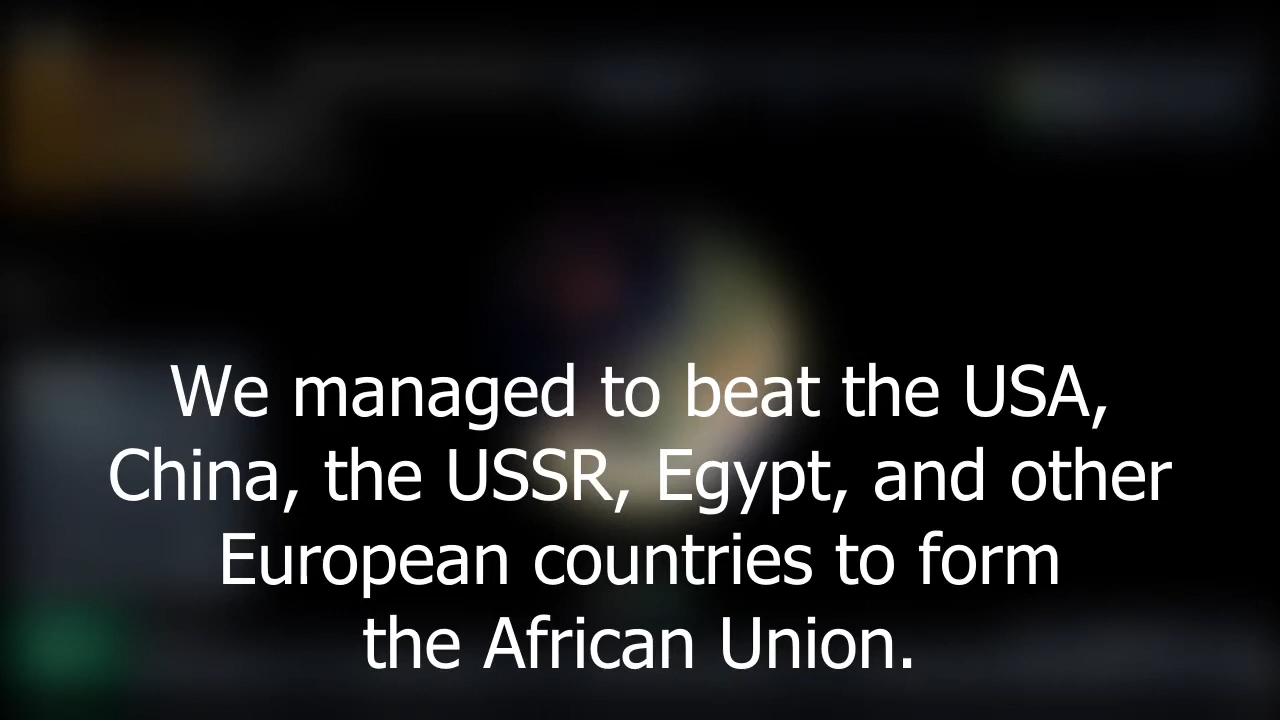 We managed to beat the USA,
China, the USSR, Egypt, and other
European countries to form
the African Union.